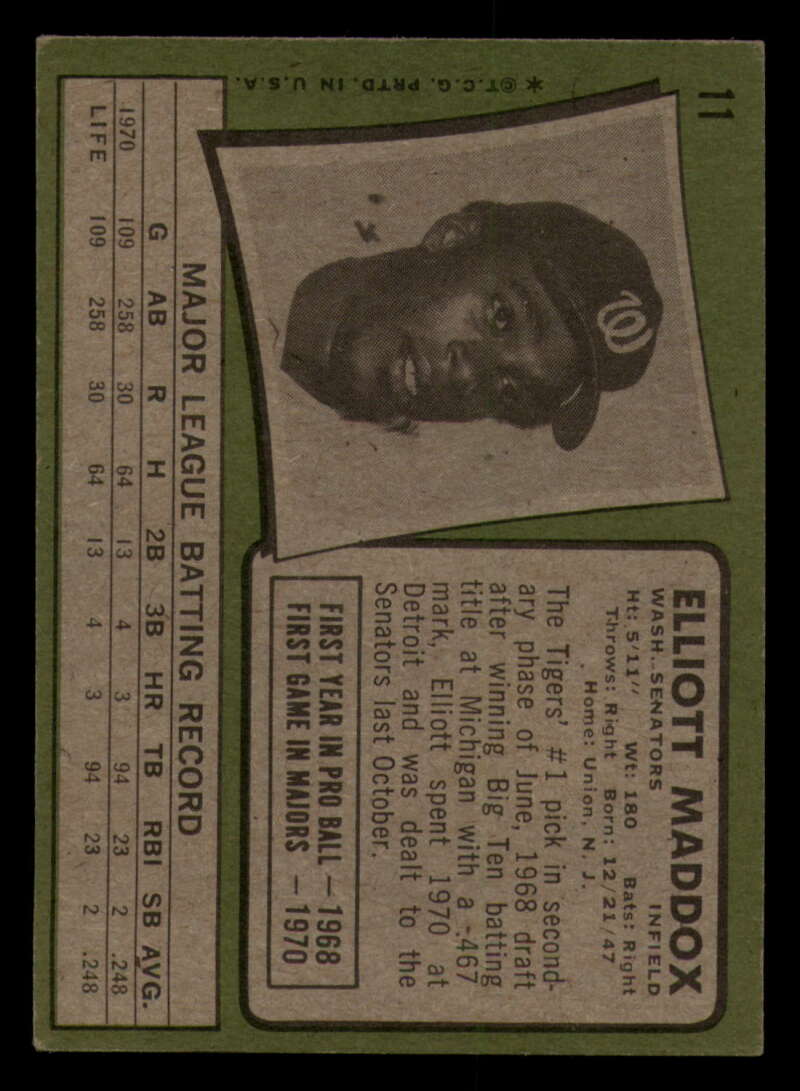 11
*©T.C.G. PRTD. IN U.S.A.
W
ELLIOTT MADDOX
WASH. SENATORS INFIELD
Ht: 5'11" Wt: 180 Bats: Right
Throws: Right Born: 12/21/47
Home: Union, N. J.
The Tigers' #1 pick in second-
ary phase of June, 1968 draft
after winning Big Ten batting
title at Michigan with a .467
mark, Elliott spent 1970 at
Detroit and was dealt to the
Senators last October.
FIRST YEAR IN PRO BALL — 1968
FIRST GAME IN MAJORS — 1970
MAJOR LEAGUE BATTING RECORD
G AB R H 2B 3B HR TB RBI SB AVG.
1970 109 258 30 64 13 4 3 94 23 2 .248
LIFE 109 258 30 64 13 4 3 94 23 2 .248